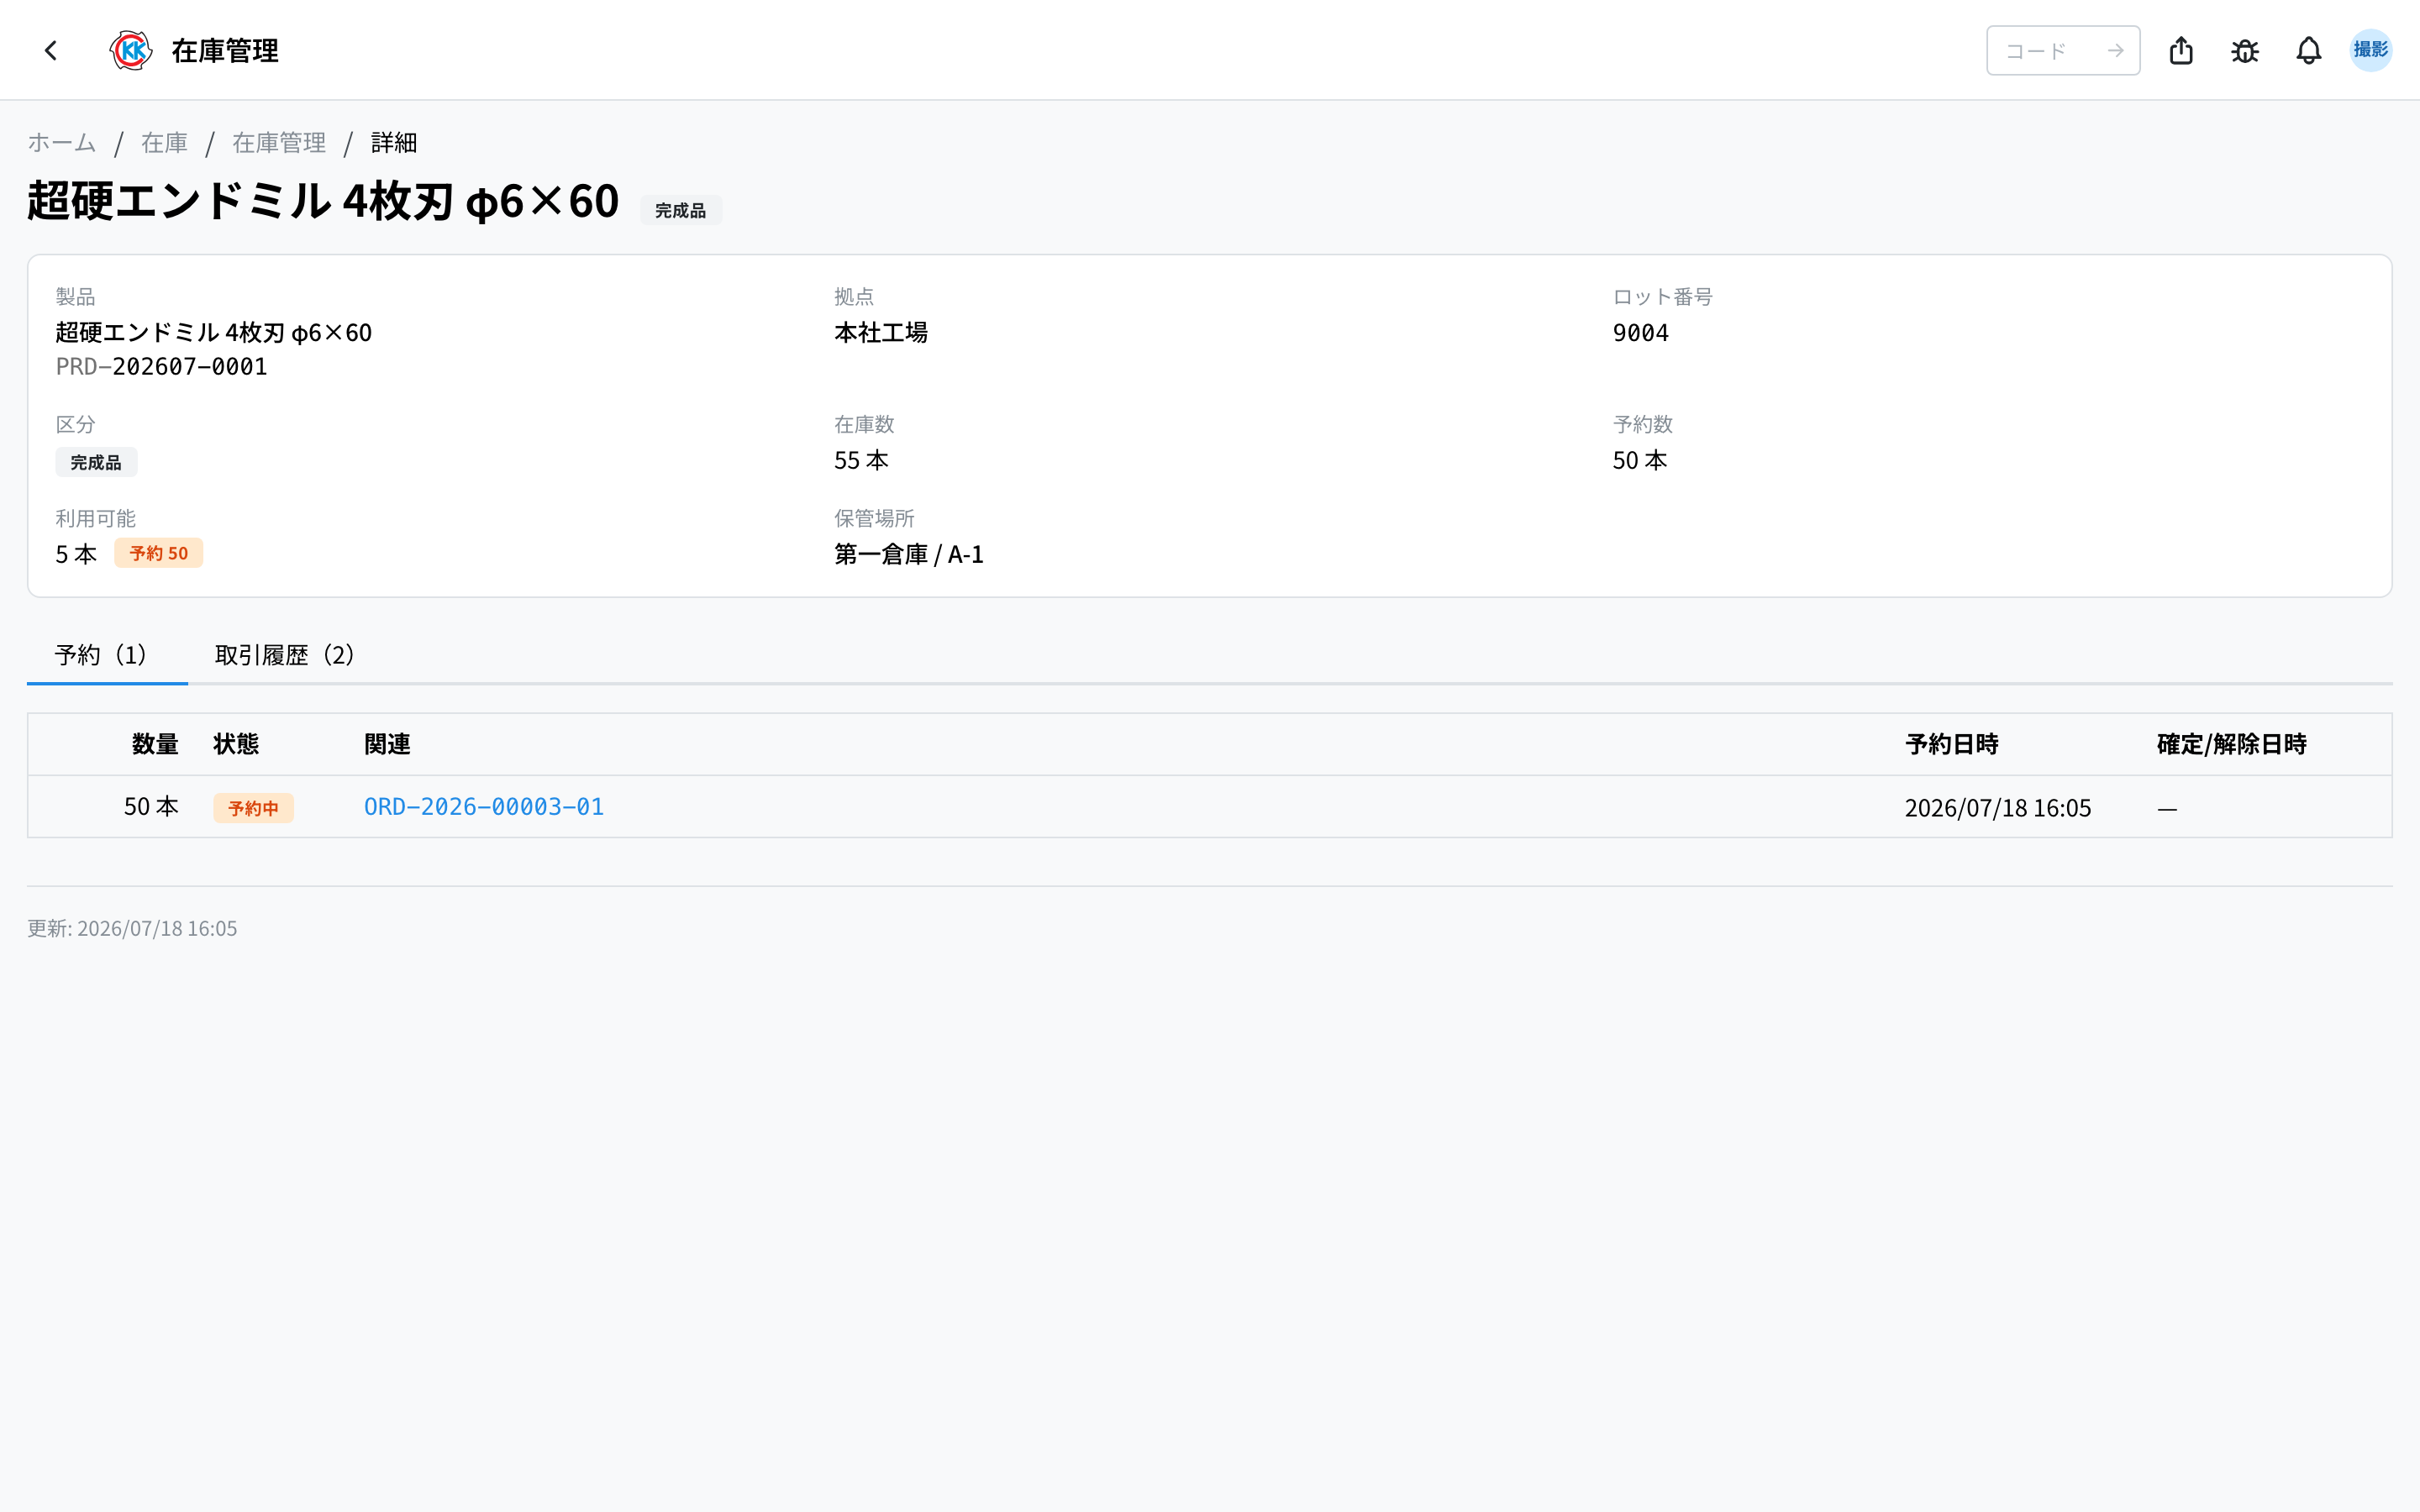 KK 在庫管理 コード → 撮影
ホーム / 在庫 / 在庫管理 / 詳細
超硬エンドミル 4枚刃 φ6×60 完成品
製品 拠点 ロット番号
超硬エンドミル 4枚刃 φ6×60 本社工場 9004
PRD-202607-0001
区分 在庫数 予約数
完成品 55 本 50 本
利用可能 保管場所
5 本 予約 50 第一倉庫 / A-1
予約（1） 取引履歴（2）
数量 状態 関連 予約日時 確定/解除日時
50 本 予約中 ORD-2026-00003-01 2026/07/18 16:05 —
更新: 2026/07/18 16:05